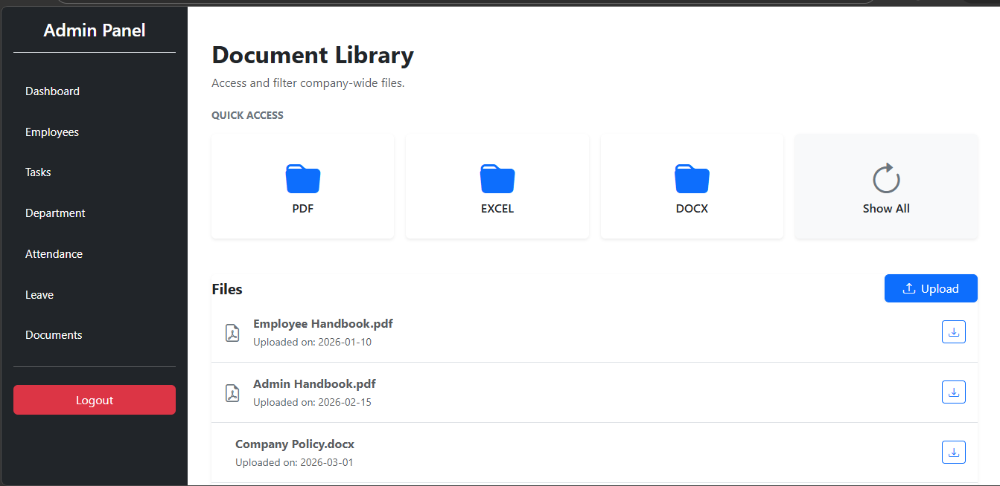 Admin Panel
Dashboard
Employees
Tasks
Department
Attendance
Leave
Documents
Logout
Document Library
Access and filter company-wide files.
QUICK ACCESS
PDF
EXCEL
DOCX
Show All
Files
Upload
Employee Handbook.pdf
Uploaded on: 2026-01-10
Admin Handbook.pdf
Uploaded on: 2026-02-15
Company Policy.docx
Uploaded on: 2026-03-01